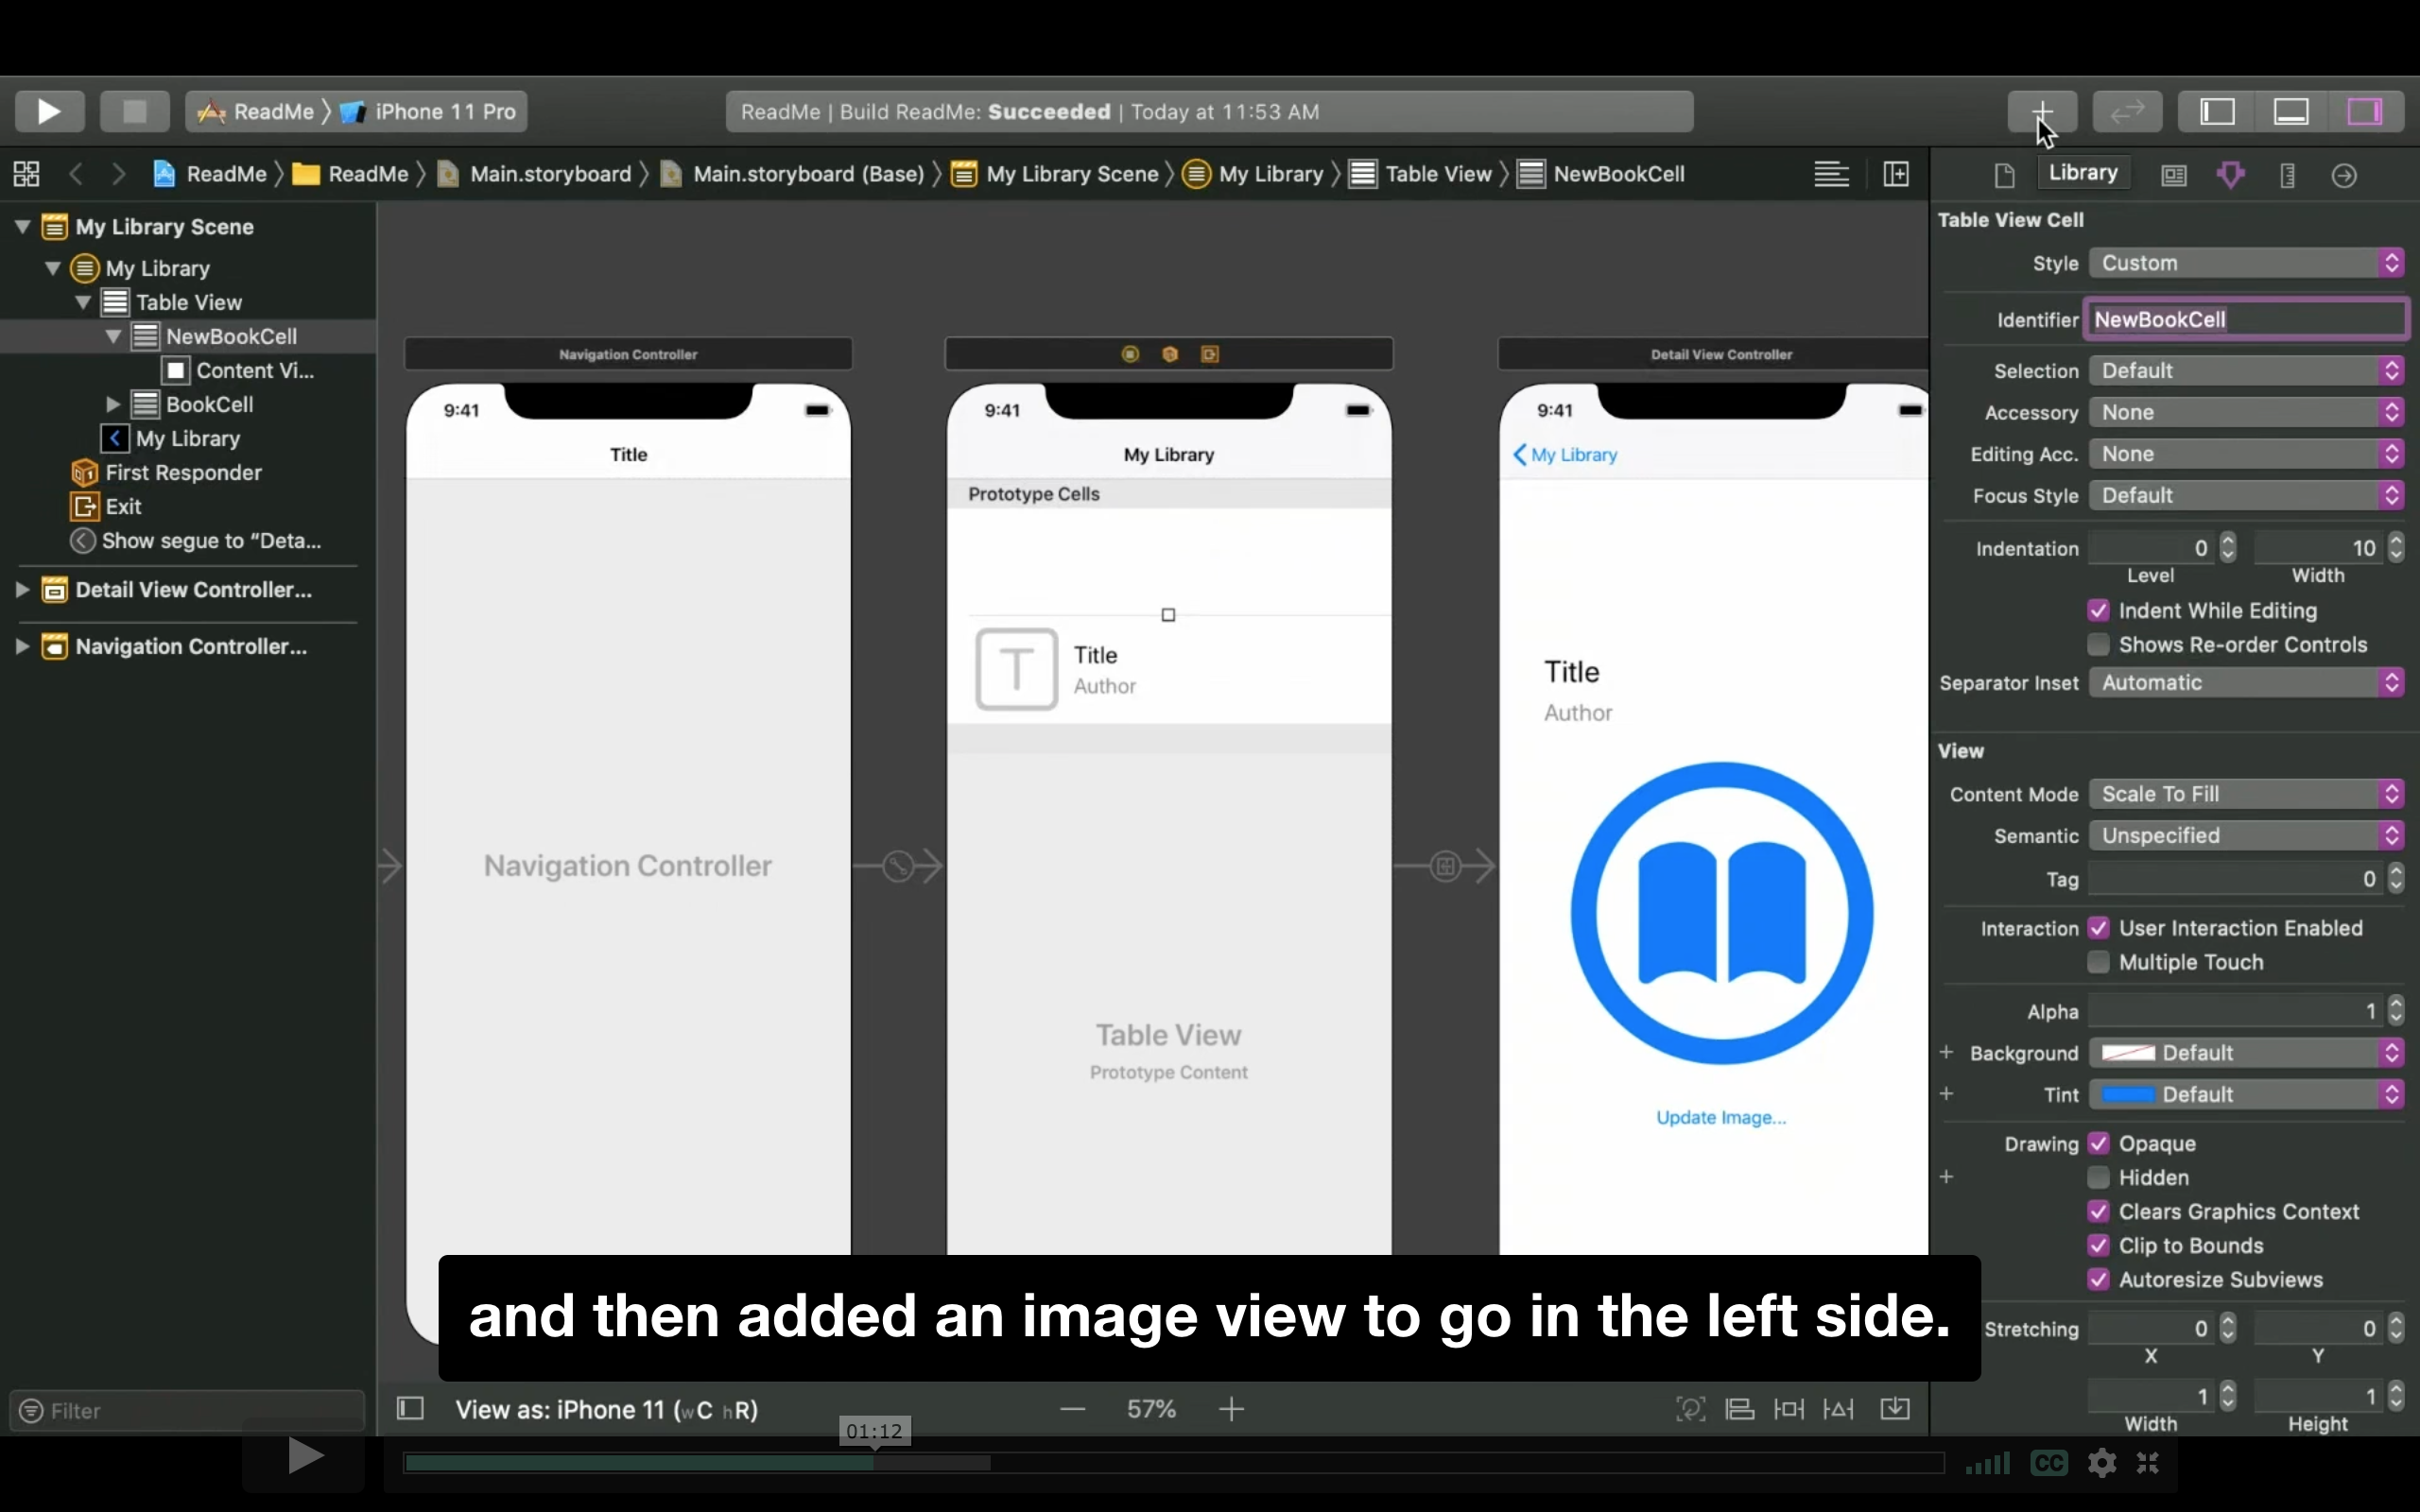 ReadMe 〉 iPhone 11 Pro
ReadMe | Build ReadMe: Succeeded | Today at 11:53 AM
ReadMe 〉 ReadMe 〉 Main.storyboard 〉 Main.storyboard (Base) 〉 My Library Scene 〉 My Library 〉 Table View 〉 NewBookCell
Library
My Library Scene
My Library
Table View
NewBookCell
Content Vi...
BookCell
My Library
First Responder
Exit
Show segue to “Deta...
Detail View Controller...
Navigation Controller...
Filter
Navigation Controller
9:41
Title
Navigation Controller
9:41
My Library
Prototype Cells
T
Title
Author
Table View
Prototype Content
Detail View Controller
9:41
My Library
Title
Author
Update Image...
Table View Cell
Style Custom
Identifier NewBookCell
Selection Default
Accessory None
Editing Acc. None
Focus Style Default
Indentation 0 10
Level Width
Indent While Editing
Shows Re-order Controls
Separator Inset Automatic
View
Content Mode Scale To Fill
Semantic Unspecified
Tag 0
Interaction User Interaction Enabled
Multiple Touch
Alpha 1
+ Background Default
+ Tint Default
Drawing Opaque
+ Hidden
Clears Graphics Context
Clip to Bounds
Autoresize Subviews
Stretching 0 0
X Y
1 1
Width Height
and then added an image view to go in the left side.
View as: iPhone 11 (wC hR)
— 57% +
01:12
CC